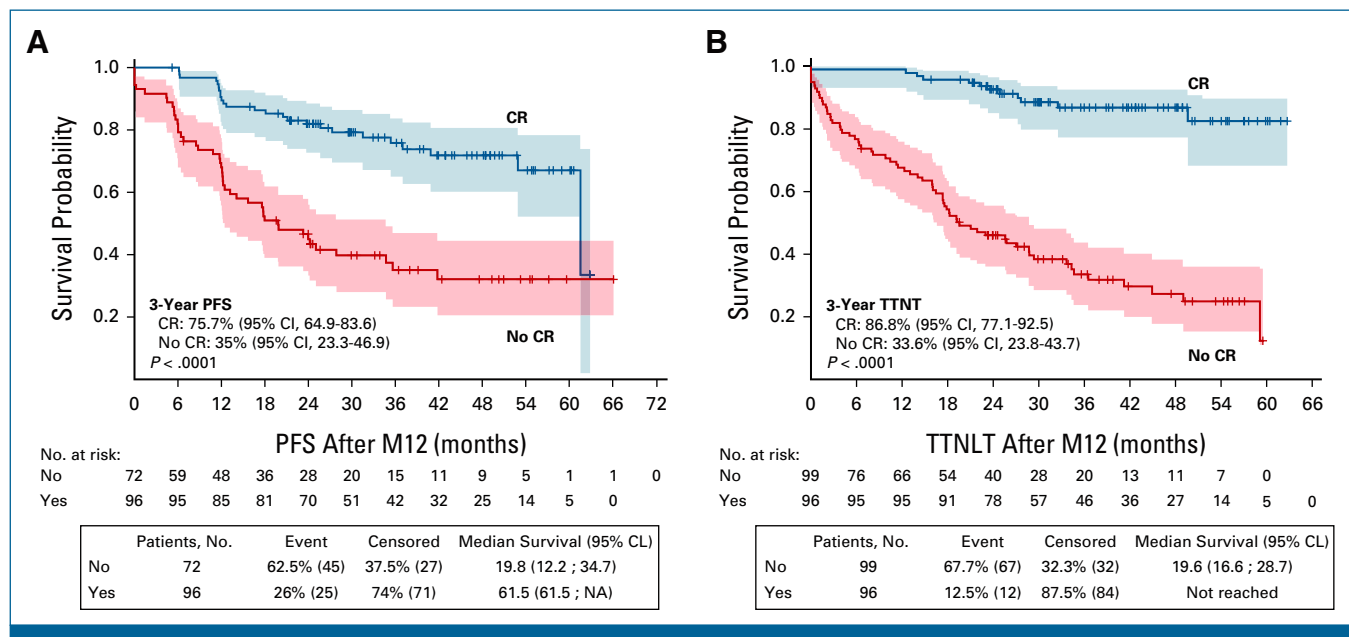 A
Survival Probability
1.0
0.8
0.6
0.4
0.2
CR
No CR
3-Year PFS
CR: 75.7% (95% CI, 64.9-83.6)
No CR: 35% (95% CI, 23.3-46.9)
P < .0001
0 6 12 18 24 30 36 42 48 54 60 66 72
PFS After M12 (months)
No. at risk:
No 72 59 48 36 28 20 15 11 9 5 1 1 0
Yes 96 95 85 81 70 51 42 32 25 14 5 0
Patients, No. Event Censored Median Survival (95% CL)
No 72 62.5% (45) 37.5% (27) 19.8 (12.2 ; 34.7)
Yes 96 26% (25) 74% (71) 61.5 (61.5 ; NA)
B
Survival Probability
1.0
0.8
0.6
0.4
0.2
CR
3-Year TTNT
CR: 86.8% (95% CI, 77.1-92.5)
No CR: 33.6% (95% CI, 23.8-43.7)
P < .0001
No CR
0 6 12 18 24 30 36 42 48 54 60 66
TTNLT After M12 (months)
No. at risk:
No 99 76 66 54 40 28 20 13 11 7 0
Yes 96 95 95 91 78 57 46 36 27 14 5 0
Patients, No. Event Censored Median Survival (95% CL)
No 99 67.7% (67) 32.3% (32) 19.6 (16.6 ; 28.7)
Yes 96 12.5% (12) 87.5% (84) Not reached